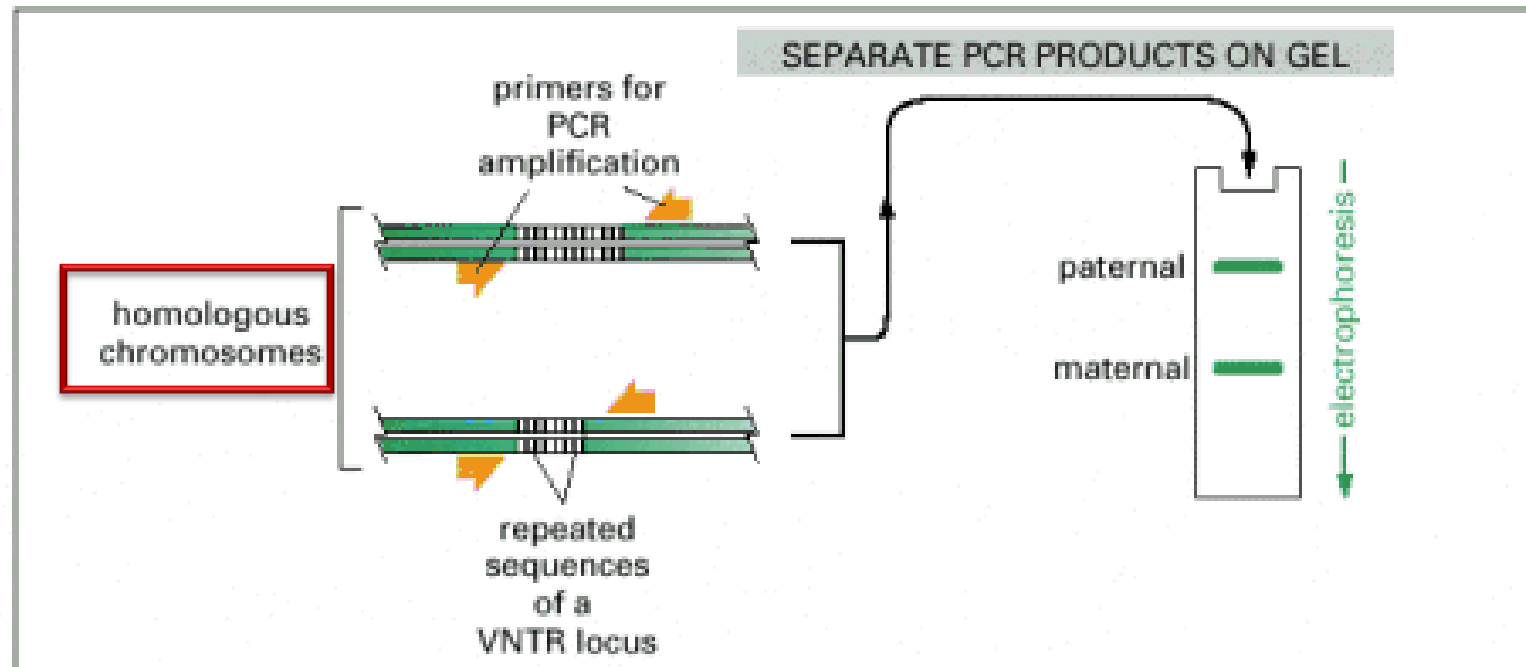 SEPARATE PCR PRODUCTS ON GEL
primers for
PCR
amplification
homologous
chromosomes
repeated
sequences
of a
VNTR locus
paternal
maternal
electrophoresis